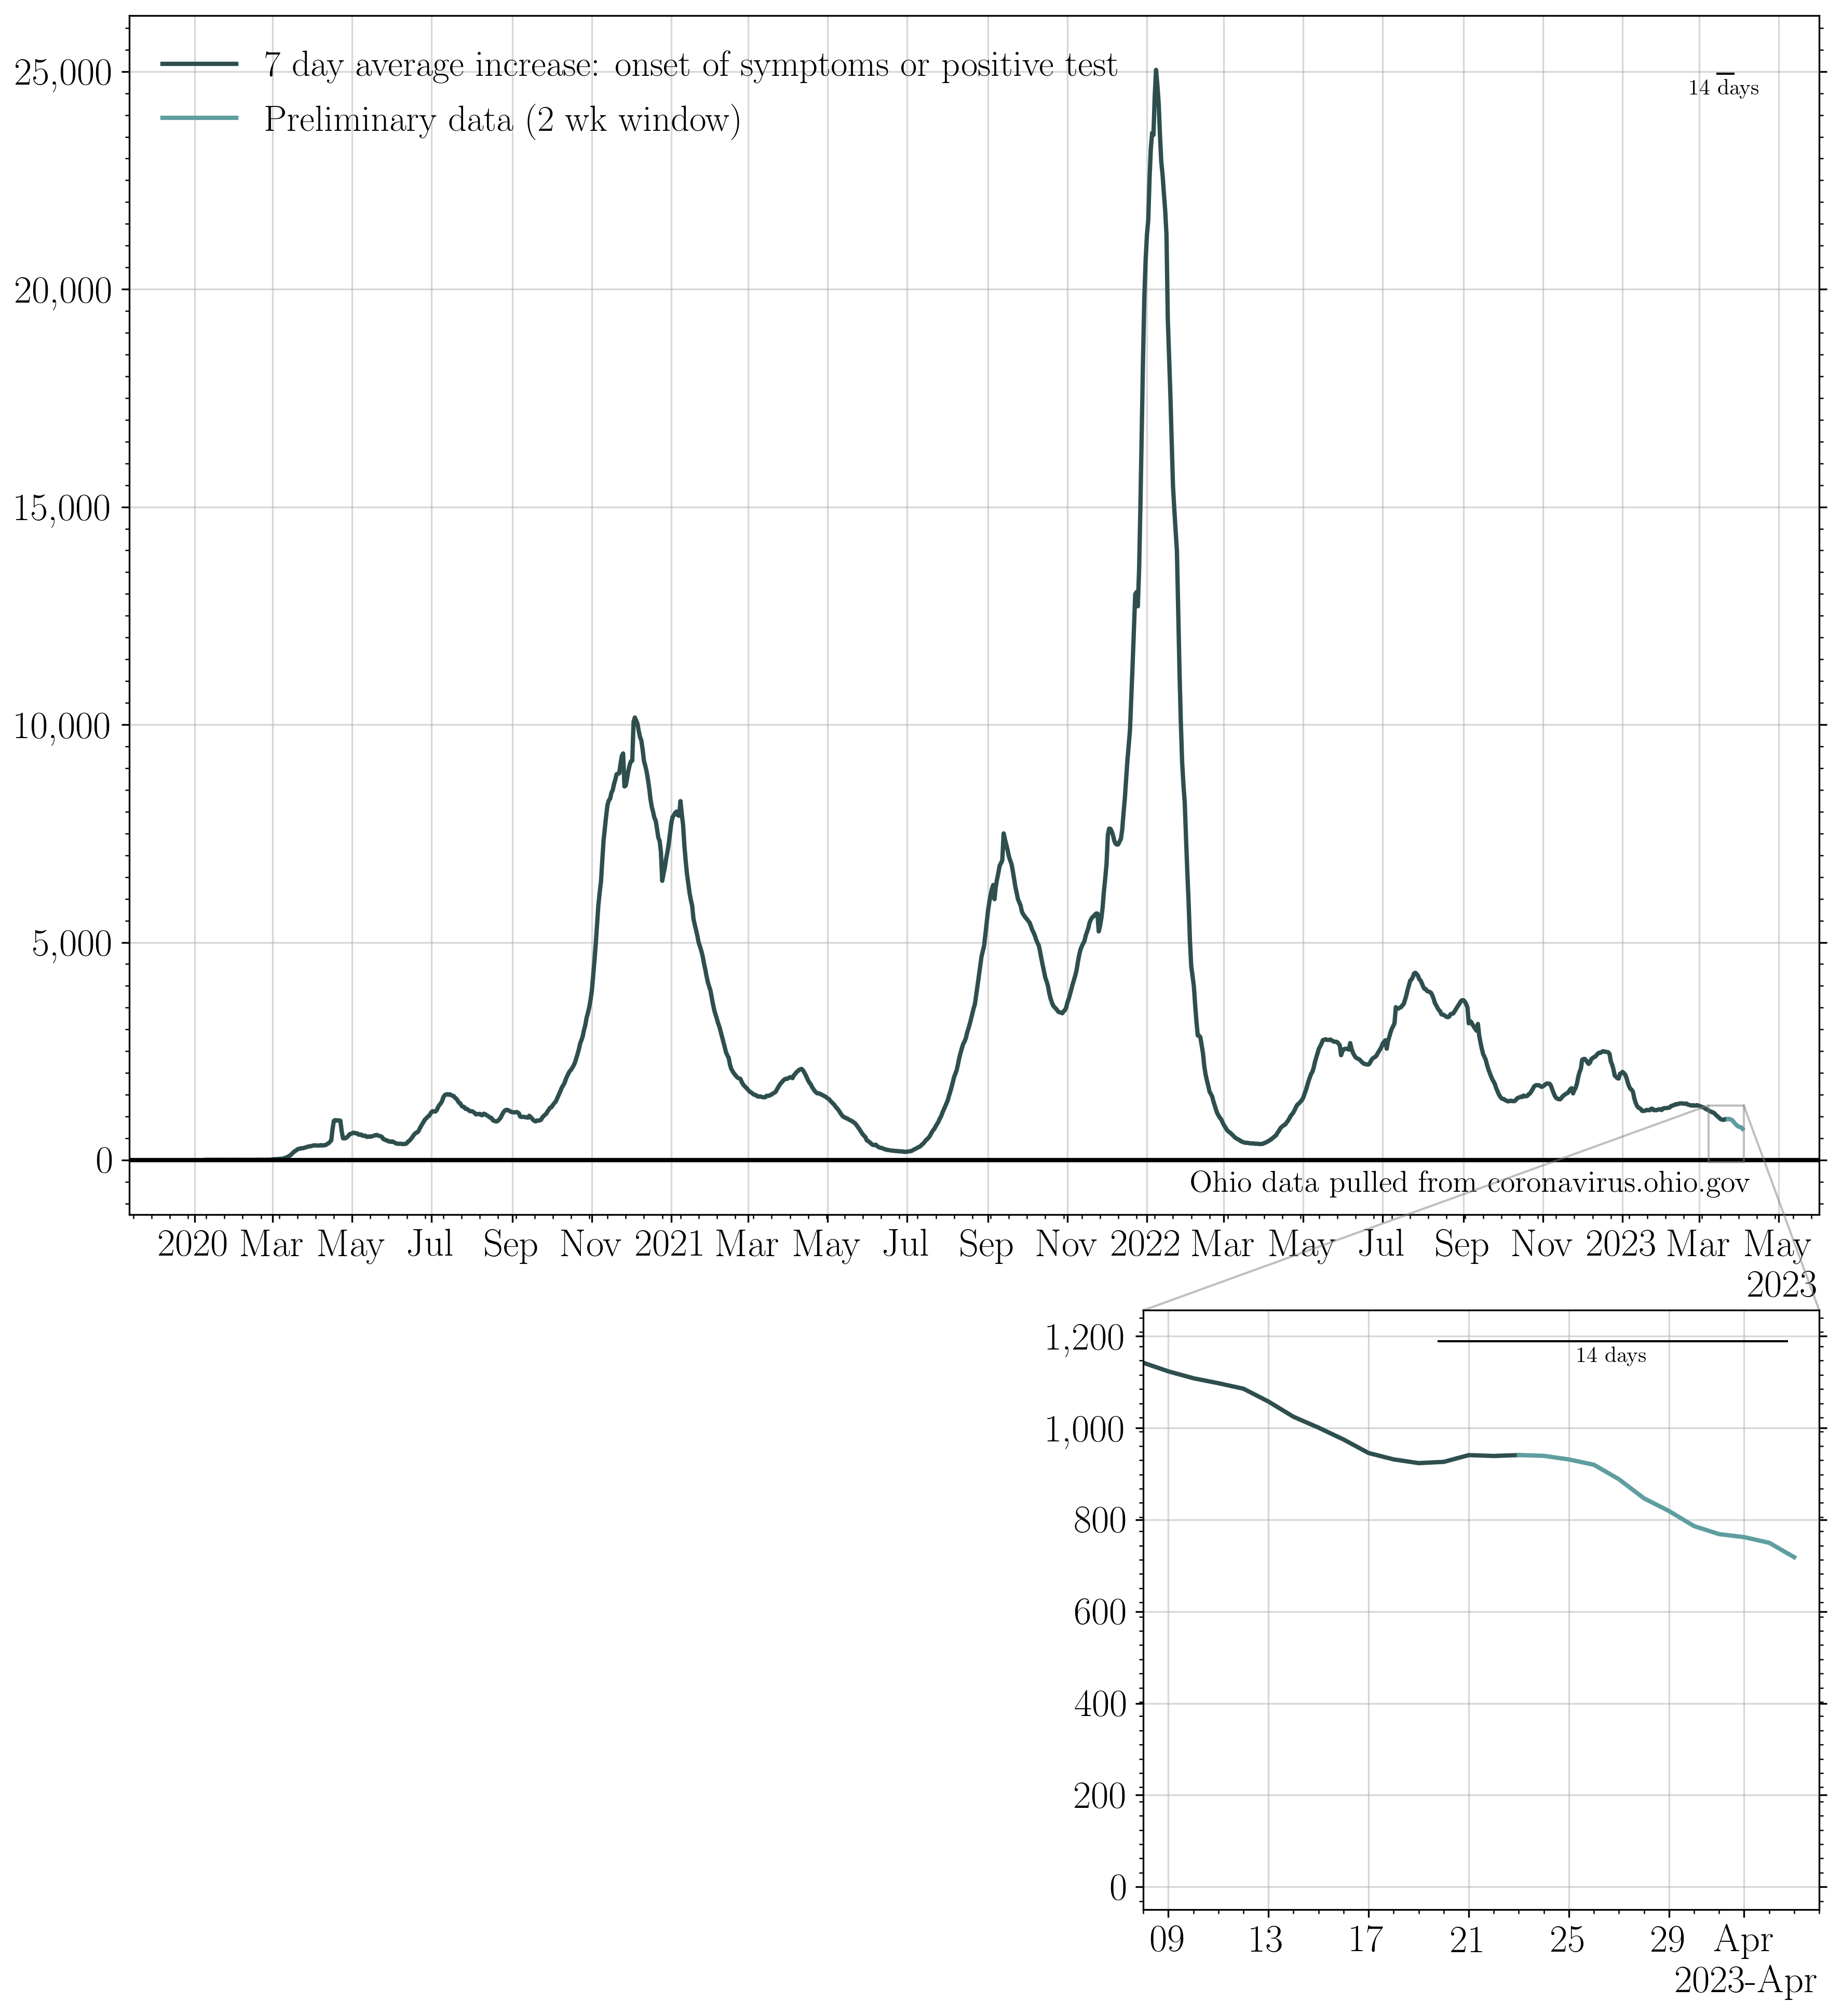 7 day average increase: onset of symptoms or positive test
Preliminary data (2 wk window)
14 days
25,000
20,000
15,000
10,000
5,000
0
Ohio data pulled from coronavirus.ohio.gov
2020 Mar May Jul Sep Nov 2021 Mar May Jul Sep Nov 2022 Mar May Jul Sep Nov 2023 Mar May
2023
14 days
1,200
1,000
800
600
400
200
0
09 13 17 21 25 29 Apr
2023-Apr